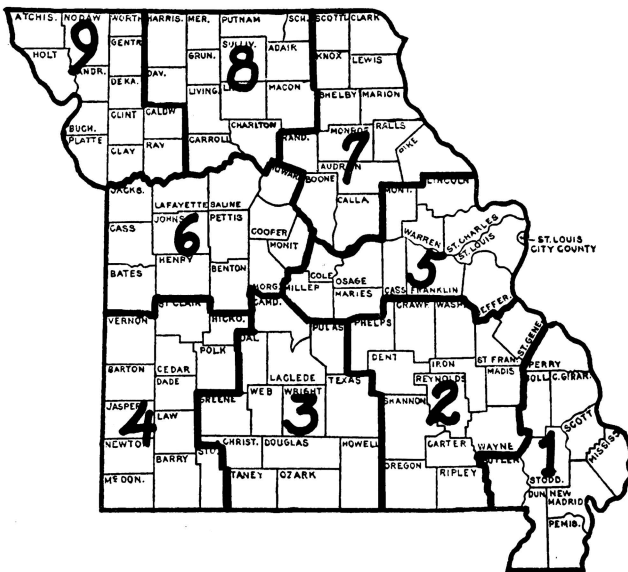 ATCHIS. NODAW WORTH HARRIS. MER. PUTNAM SCH. SCOTL. CLARK
GENTR SULLIV. ADAIR KNOX
HOLT 9 GRUN. 8 LEWIS
ANDR. DEKA. DAV.
LIVING. MACON SHELBY MARION
CLINT CALDW
CHARITON
BUCH. RAND. MONROE RALLS
PLATTE CLAY RAY CARROLL AUDRAIN 7 PIKE
JACKS. HOWARD BOONE MONT. LINCOLN
LAFAYETTE SALINE CALLA.
CASS JOHNS. PETTIS WARREN ST. CHARLES
6 COOPER ST. LOUIS ST. LOUIS
MONIT CITY COUNTY
HENRY 5
BATES BENTON COLE OSAGE
MORG. MILLER MARIES GASS FRANKLIN
JEFFER.
ST CLAIR CAMD.
VERNON HICKO. PULAS PHELPS CRAWF. WASH. ST. GENE.
POLK DAL
DENT ST FRAN. PERRY
BARTON CEDAR IRON MADIS BOLL C. GIRAR.
DADE LACLEDE TEXAS REYNOLDS
GREENE WEB WRIGHT SHANNON
JASPER 3 2 SCOTT
4 LAW MISSISS
NEWTON CHRIST. DOUGLAS HOWELL CARTER WAYNE 1
BARRY STO. BUTLER
MC DON. TANEY OZARK OREGON RIPLEY STODD.
DUN. NEW
MADRID
PEMIS.